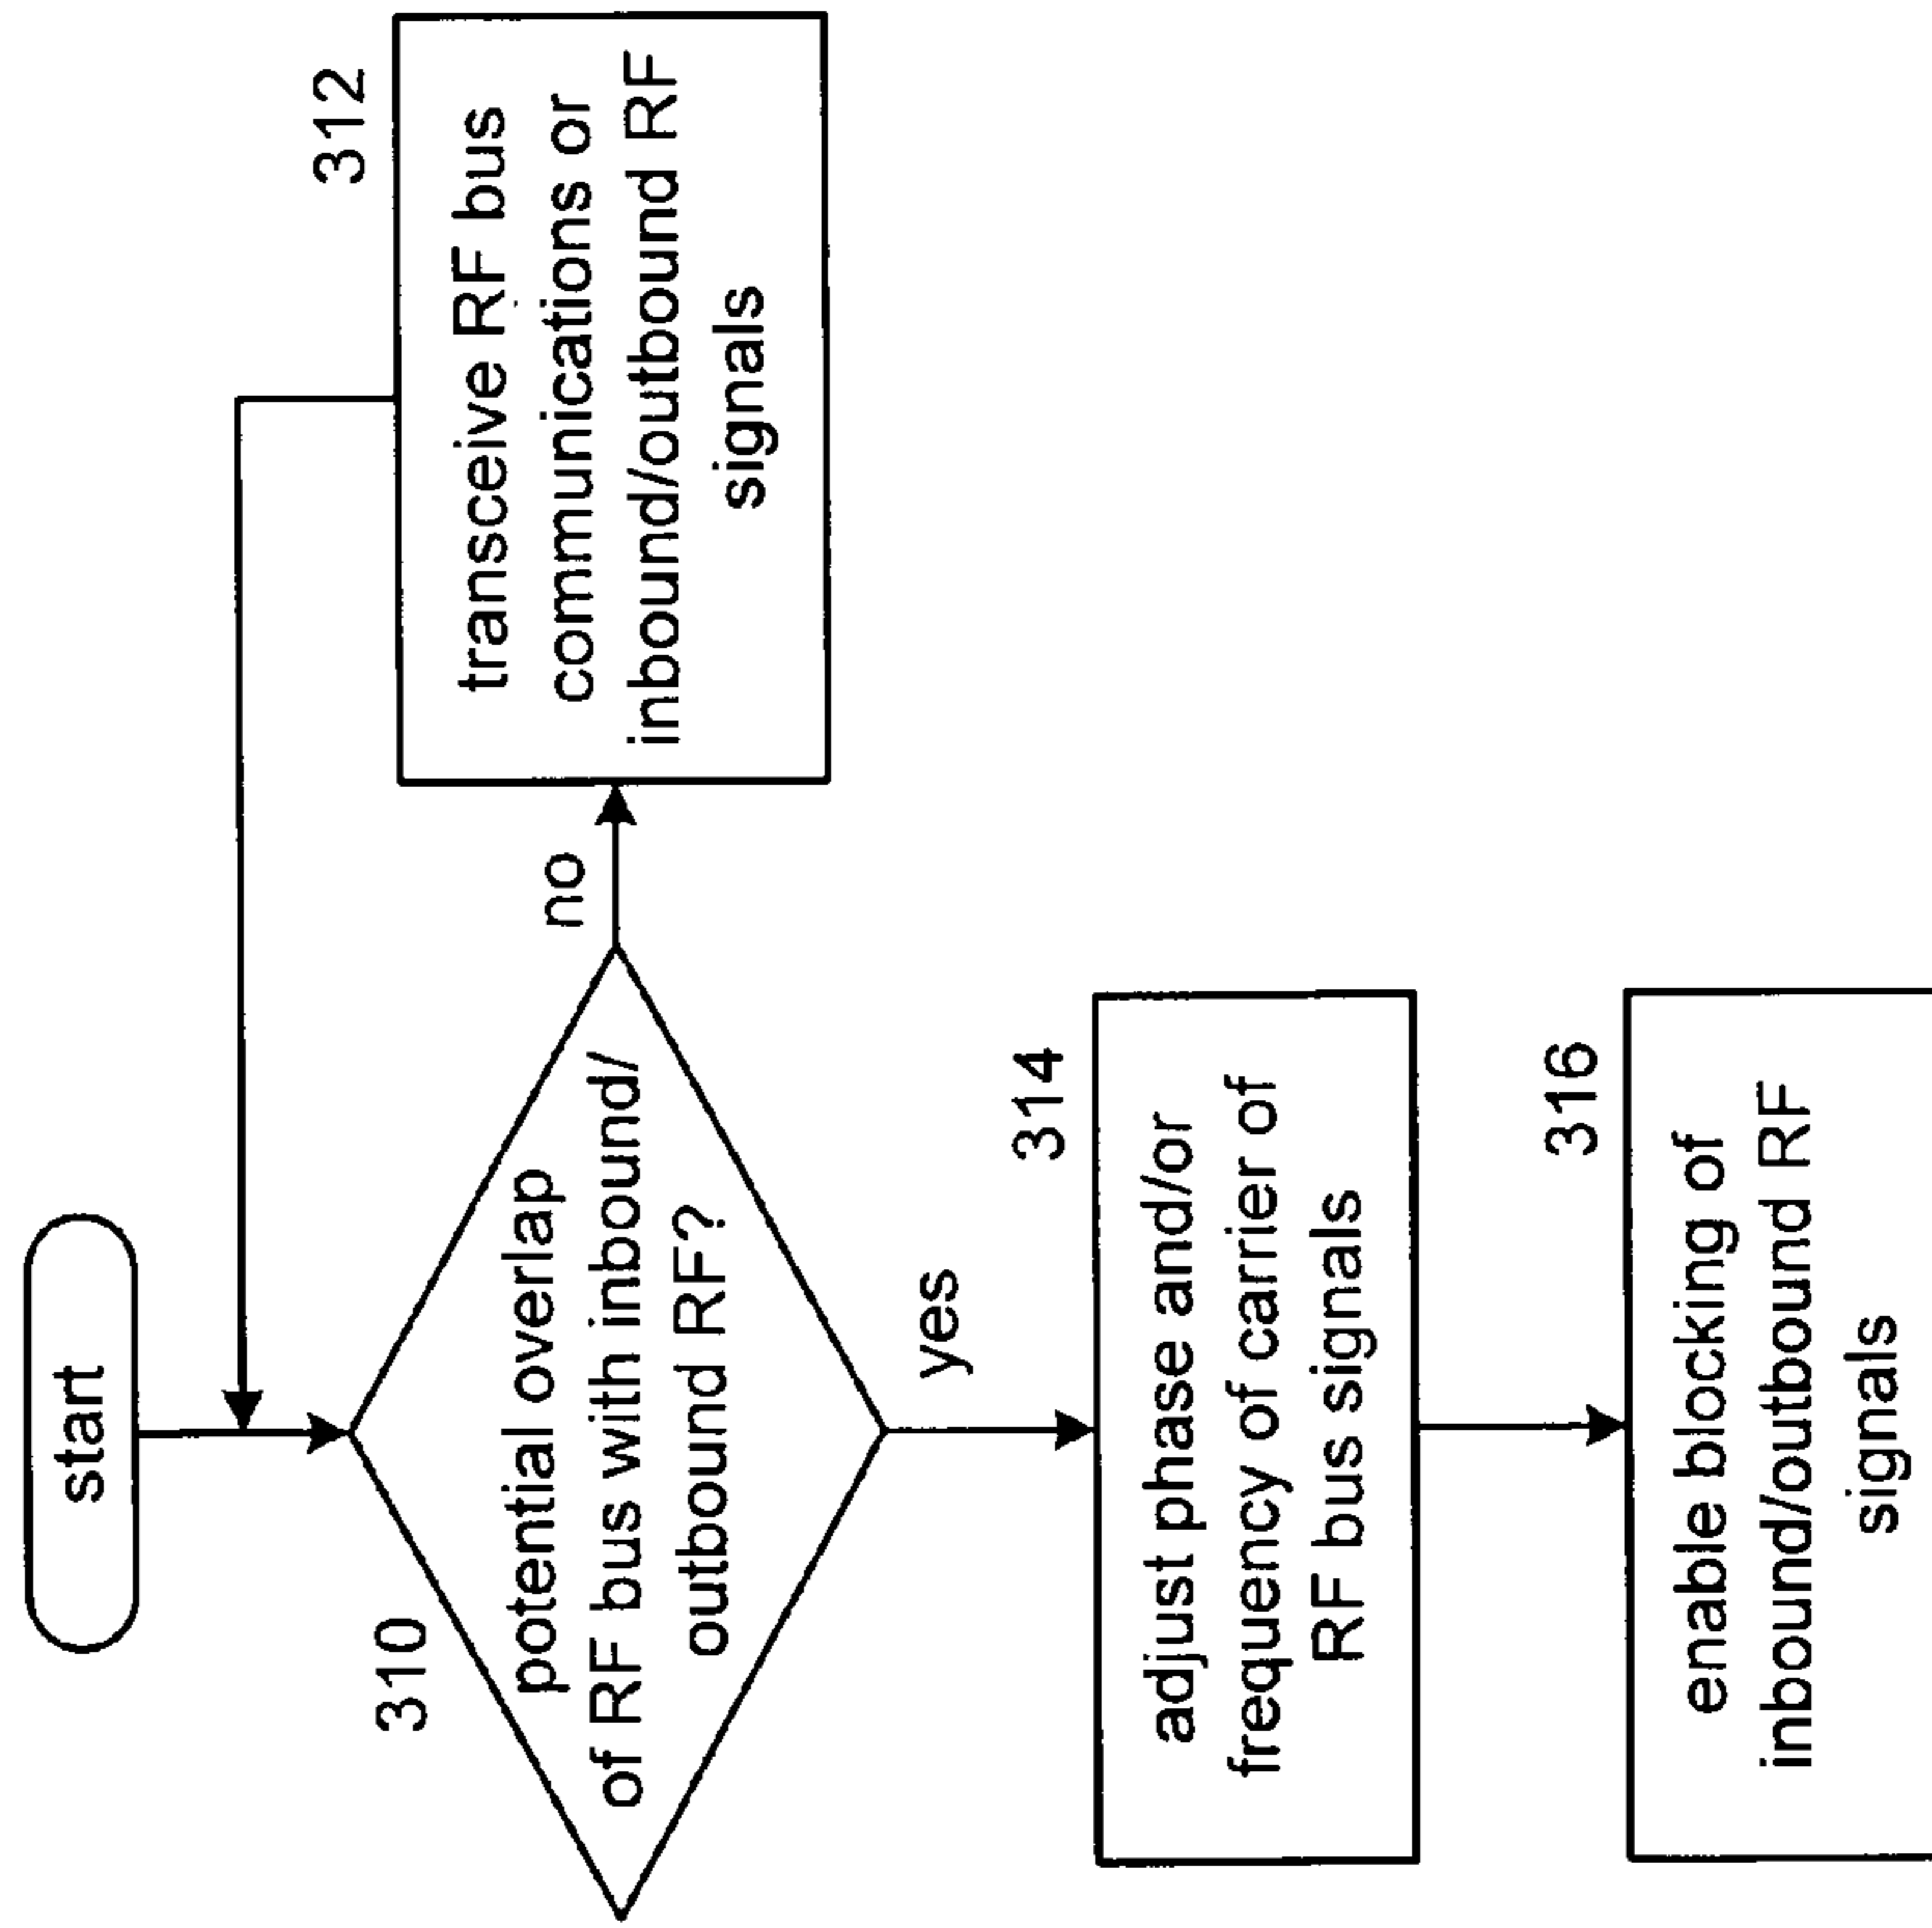 start
310
potential overlap
of RF bus with inbound/
outbound RF?
no
312
transceive RF bus
communications or
inbound/outbound RF
signals
yes
314
adjust phase and/or
frequency of carrier of
RF bus signals
316
enable blocking of
inbound/outbound RF
signals